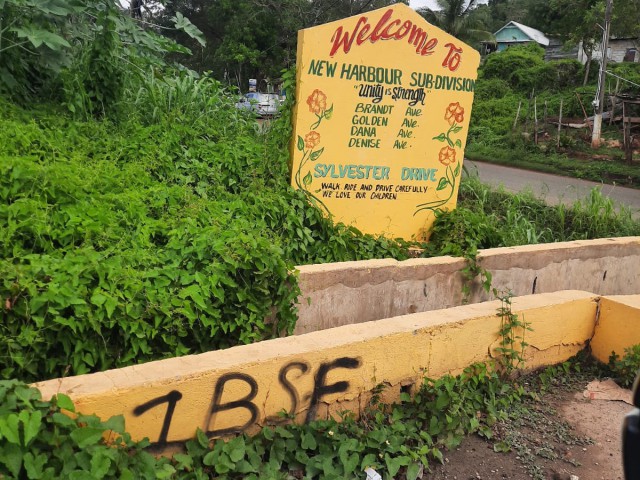 Welcome To
NEW HARBOUR SUB-DIVISION
"Unity is Strength"
BRANDT Ave
GOLDEN Ave.
DANA Ave.
DENISE Ave.
SYLVESTER DRIVE
WALK RIDE AND DRIVE CAREFULLY
WE LOVE OUR CHILDREN
1BSF